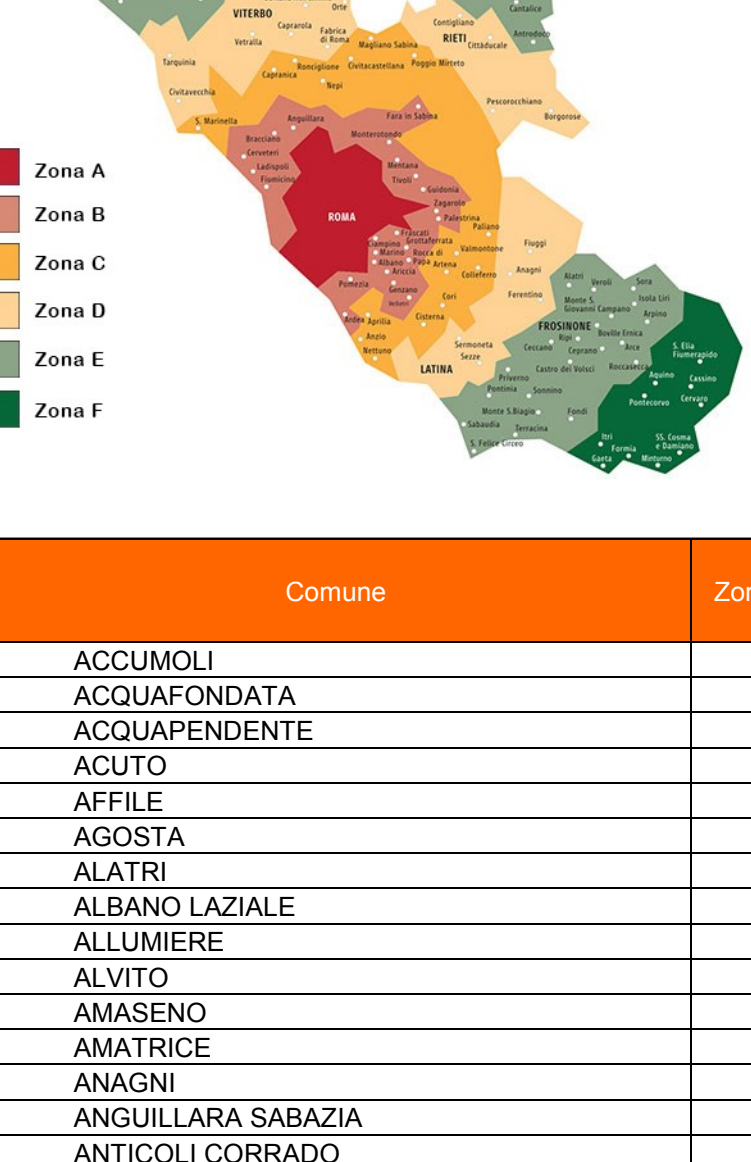 Cantalice
Orte
VITERBO
Caprarola
Fabrica
di Roma
Vetralla
Contigliano
RIETI
Cittàducale
Antrodoco
Magliano Sabina
Tarquinia
Ronciglione
Civitacastellana
Poggio Mirteto
Capranica
Nepi
Civitavecchia
Pescorocchiano
Borgorose
S. Marinella
Anguillara
Fara in Sabina
Bracciano
Monterotondo
Cerveteri
Ladispoli
Fiumicino
Mentana
Tivoli
Guidonia
Zagarolo
Palestrina
ROMA
Paliano
Frascati
Ciampino
Grottaferrata
Marino
Rocca di
Papa
Albano
Ariccia
Artena
Valmontone
Colleferro
Fiuggi
Anagni
Ferentino
Pomezia
Genzano
Velletri
Cori
Cisterna
Ardea
Aprilia
Anzio
Nettuno
Alatri
Veroli
Sora
Isola Liri
Monte S.
Giovanni Campano
Arpino
FROSINONE
Boville Ernica
Ripi
Ceccano
Ceprano
Arce
Castro dei Volsci
Roccasecca
S. Elia
Fiumerapido
Aquino
Cassino
Pontecorvo
Cervaro
Sermoneta
Sezze
LATINA
Priverno
Pontinia
Sonnino
Monte S.Biagio
Fondi
Sabaudia
Terracina
S. Felice Circeo
Itri
Formia
Gaeta
SS. Cosma
e Damiano
Minturno
Zona A
Zona B
Zona C
Zona D
Zona E
Zona F
Comune
ACCUMOLI
ACQUAFONDATA
ACQUAPENDENTE
ACUTO
AFFILE
AGOSTA
ALATRI
ALBANO LAZIALE
ALLUMIERE
ALVITO
AMASENO
AMATRICE
ANAGNI
ANGUILLARA SABAZIA
ANTICOLI CORRADO